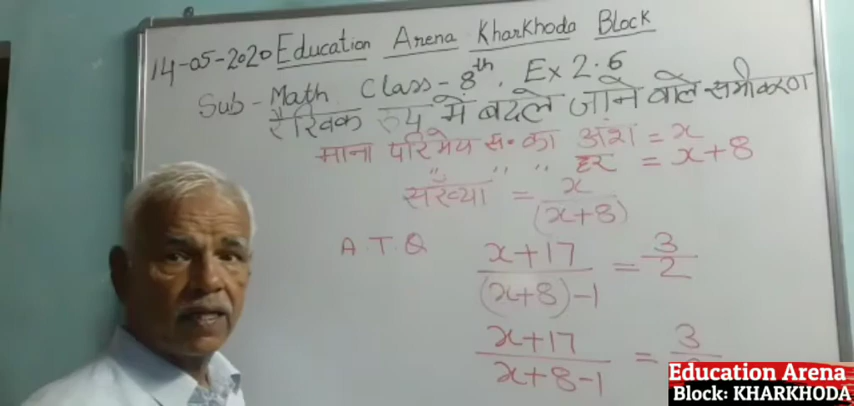 14-05-2020 Education Arena Kharkhoda Block
Sub - Math Class - 8th, Ex 2.6
रैखिक रुप में बदले जाने वाले समीकरण
माना परिमेय सं० का अंश = x
" " " हर = x+8
संख्या = x/(x+8)
A T Q (x+17)/((x+8)-1) = 3/2
(x+17)/(x+8-1) = 3/
Education Arena
Block: KHARKHODA